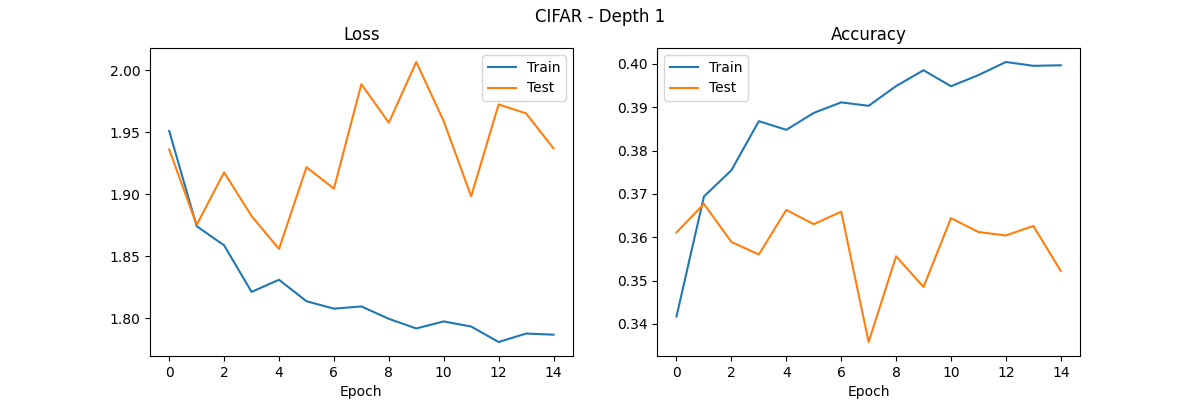 CIFAR - Depth 1
Loss
2.00
1.95
1.90
1.85
1.80
Train
Test
0 2 4 6 8 10 12 14
Epoch
Accuracy
0.40
0.39
0.38
0.37
0.36
0.35
0.34
Train
Test
0 2 4 6 8 10 12 14
Epoch